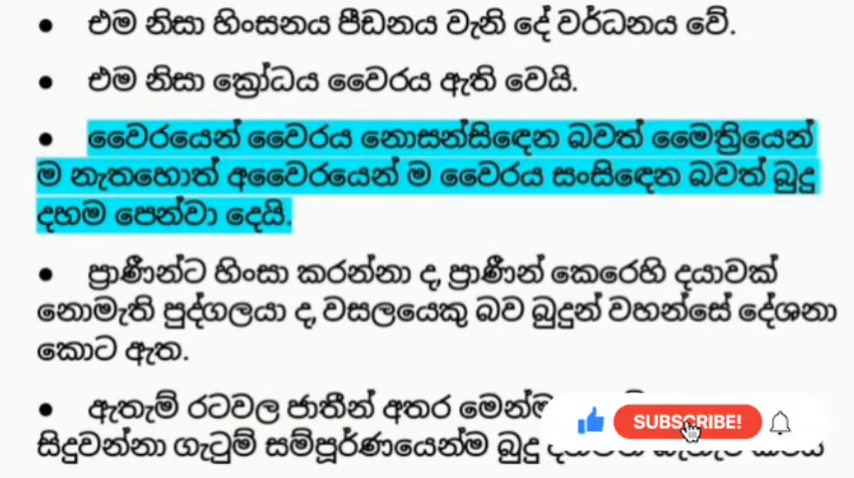 • එම නිසා හිංසනය පීඩනය වැනි දේ වර්ධනය වේ.
• එම නිසා ක්‍රෝධය වෛරය ඇති වෙයි.
• වෛරයෙන් වෛරය නොසන්සිඳෙන බවත් මෛත්‍රියෙන්
ම නැතහොත් අවෛරයෙන් ම වෛරය සංසිඳෙන බවත් බුදු
දහම පෙන්වා දෙයි.
• ප්‍රාණීන්ට හිංසා කරන්නා ද, ප්‍රාණීන් කෙරෙහි දයාවක්
නොමැති පුද්ගලයා ද, වසලයෙකු බව බුදුන් වහන්සේ දේශනා
කොට ඇත.
• ඇතැම් රටවල ජාතීන් අතර
SUBSCRIBE!
සිදුවන්නා ගැටුම් සම්පූර්ණයෙන්ම බුදු